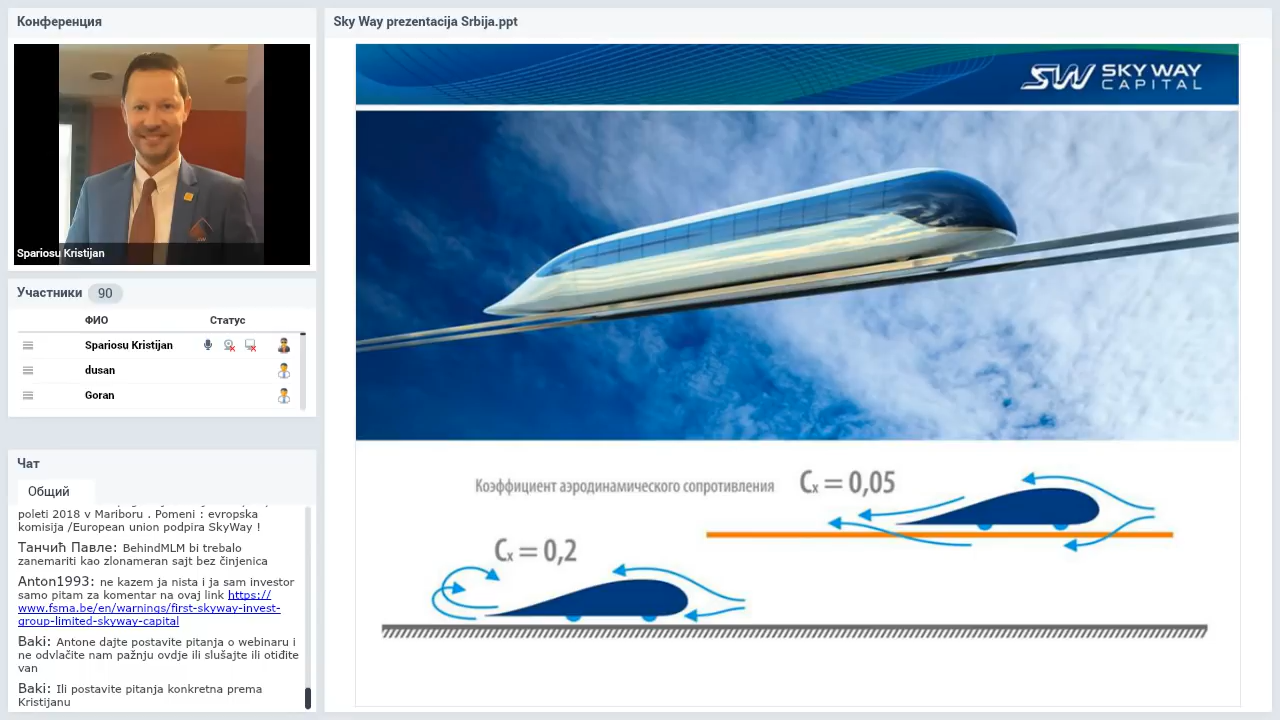 Конференция
Spariosu Kristijan
Участники 90
ФИО Статус
Spariosu Kristijan
dusan
Goran
Чат
Общий
poleti 2018 v Mariboru . Pomeni : evropska
komisija /European union podpira SkyWay !
Танчић Павле: BehindMLM bi trebalo
zanemariti kao zlonameran sajt bez činjenica
Anton1993: ne kazem ja nista i ja sam investor
samo pitam za komentar na ovaj link https://
www.fsma.be/en/warnings/first-skyway-invest-
group-limited-skyway-capital
Baki: Antone dajte postavite pitanja o webinaru i
ne odvlačite nam pažnju ovdje ili slušajte ili otiđite
van
Baki: Ili postavite pitanja konkretna prema
Kristijanu
Sky Way prezentacija Srbija.ppt
SW SKY WAY
CAPITAL
Коэффициент аэродинамического сопротивления Cx = 0,05
Cx = 0,2